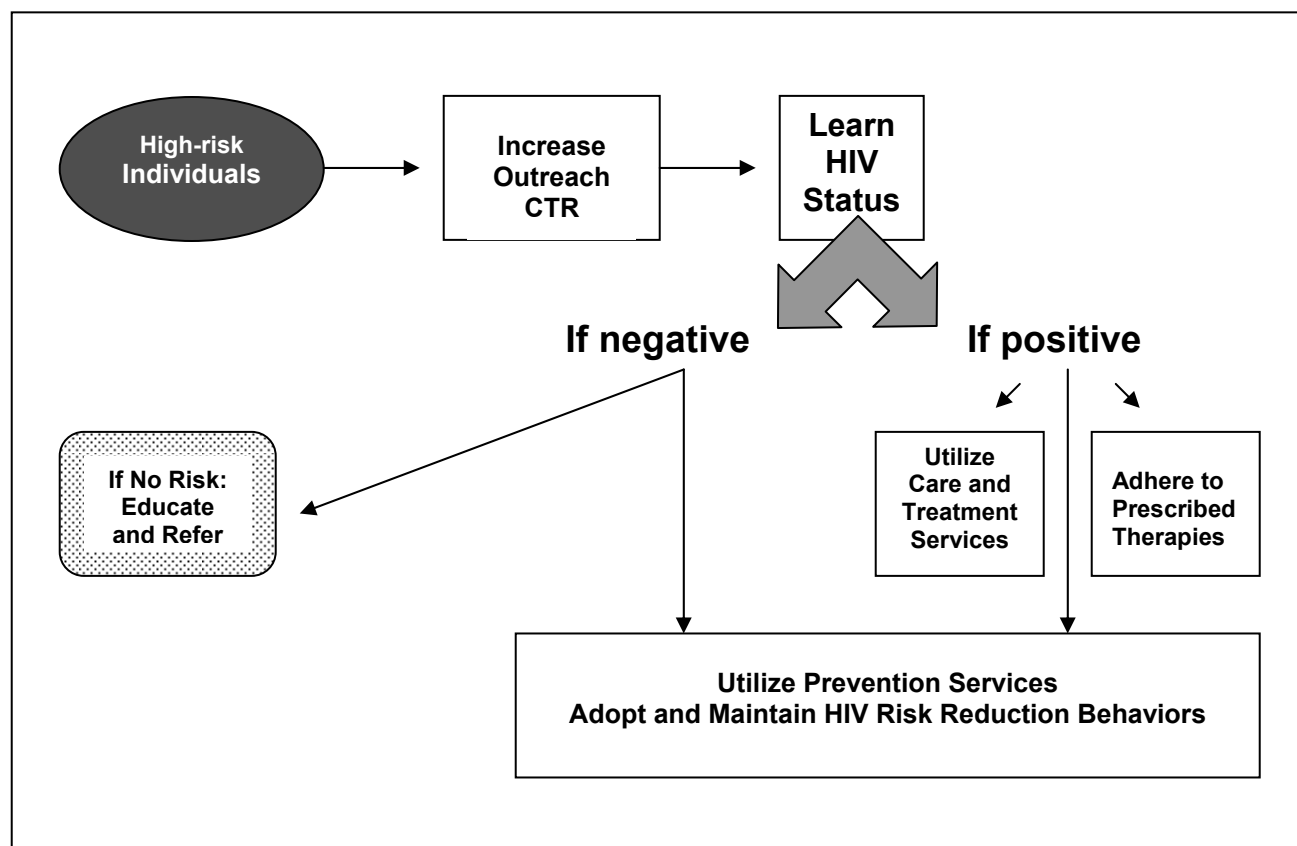 High-risk
Individuals
Increase
Outreach
CTR
Learn
HIV
Status
If negative
If positive
If No Risk:
Educate
and Refer
Utilize
Care and
Treatment
Services
Adhere to
Prescribed
Therapies
Utilize Prevention Services
Adopt and Maintain HIV Risk Reduction Behaviors